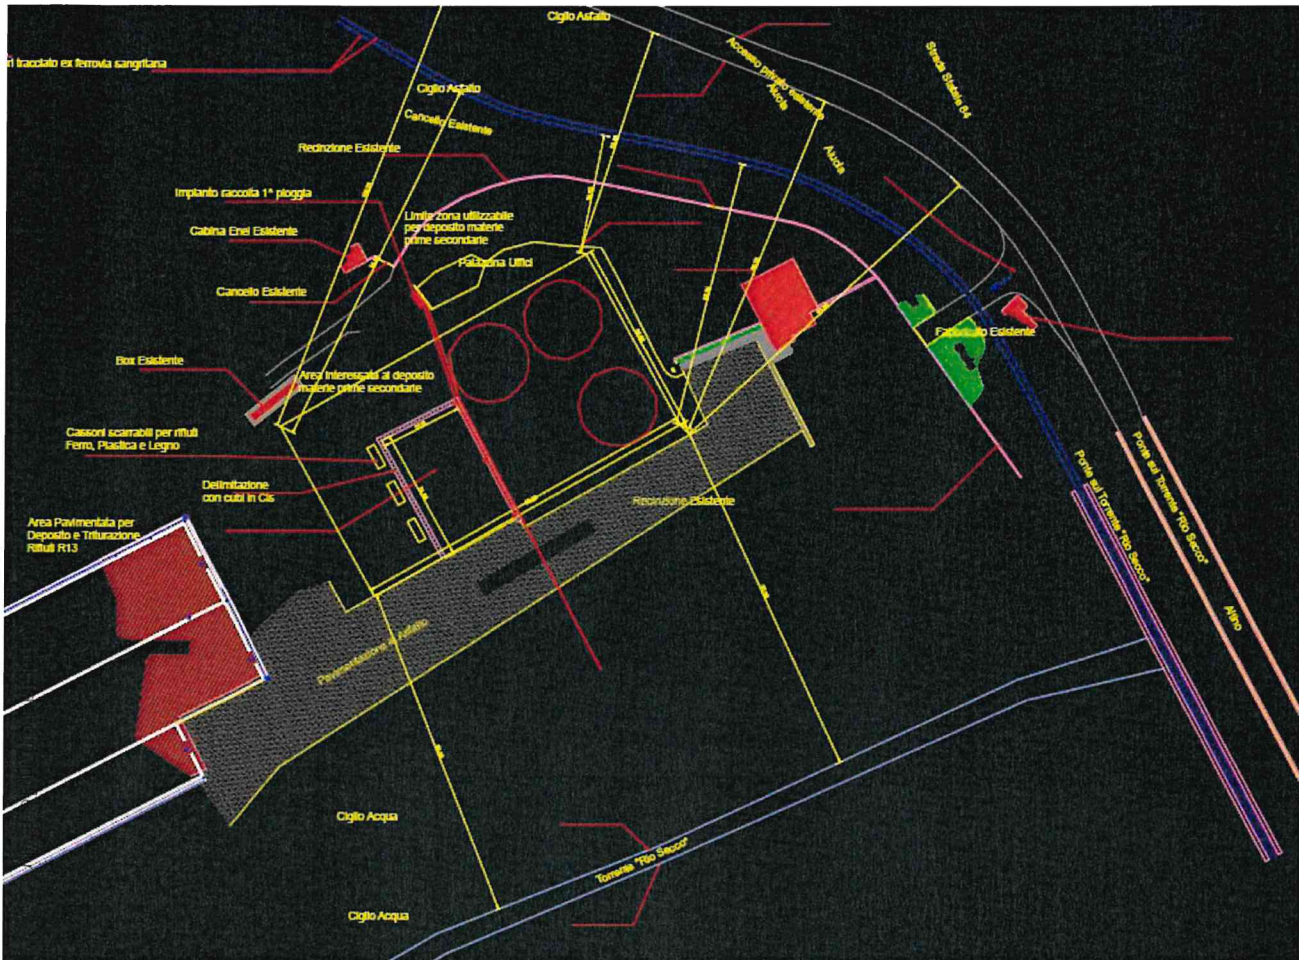 Ciglio Asfalto
tracciato ex ferrovia sangritana
Accesso privato esistente
Aiuola
Strada Statale 84
Ciglio Asfalto
Cancello Esistente
Aiuola
Recinzione Esistente
Impianto raccolta 1ª pioggia
Limite zona utilizzabile
per deposito materie
prime secondarie
Cabina Enel Esistente
Palazzina Uffici
Cancello Esistente
Fabbricato Esistente
Box Esistente
Area interessata al deposito
materie prime secondarie
Cassoni scarrabili per rifiuti
Ferro, Plastica e Legno
Delimitazione
con cubi in Cls
Recinzione Esistente
Ponte sul Torrente "Rio Secco"
Ponte sul Torrente "Rio Secco"
Area Pavimentata per
Deposito e Triturazione
Rifiuti R13
Altino
Pavimentazione in Asfalto
Ciglio Acqua
Torrente "Rio Secco"
Ciglio Acqua